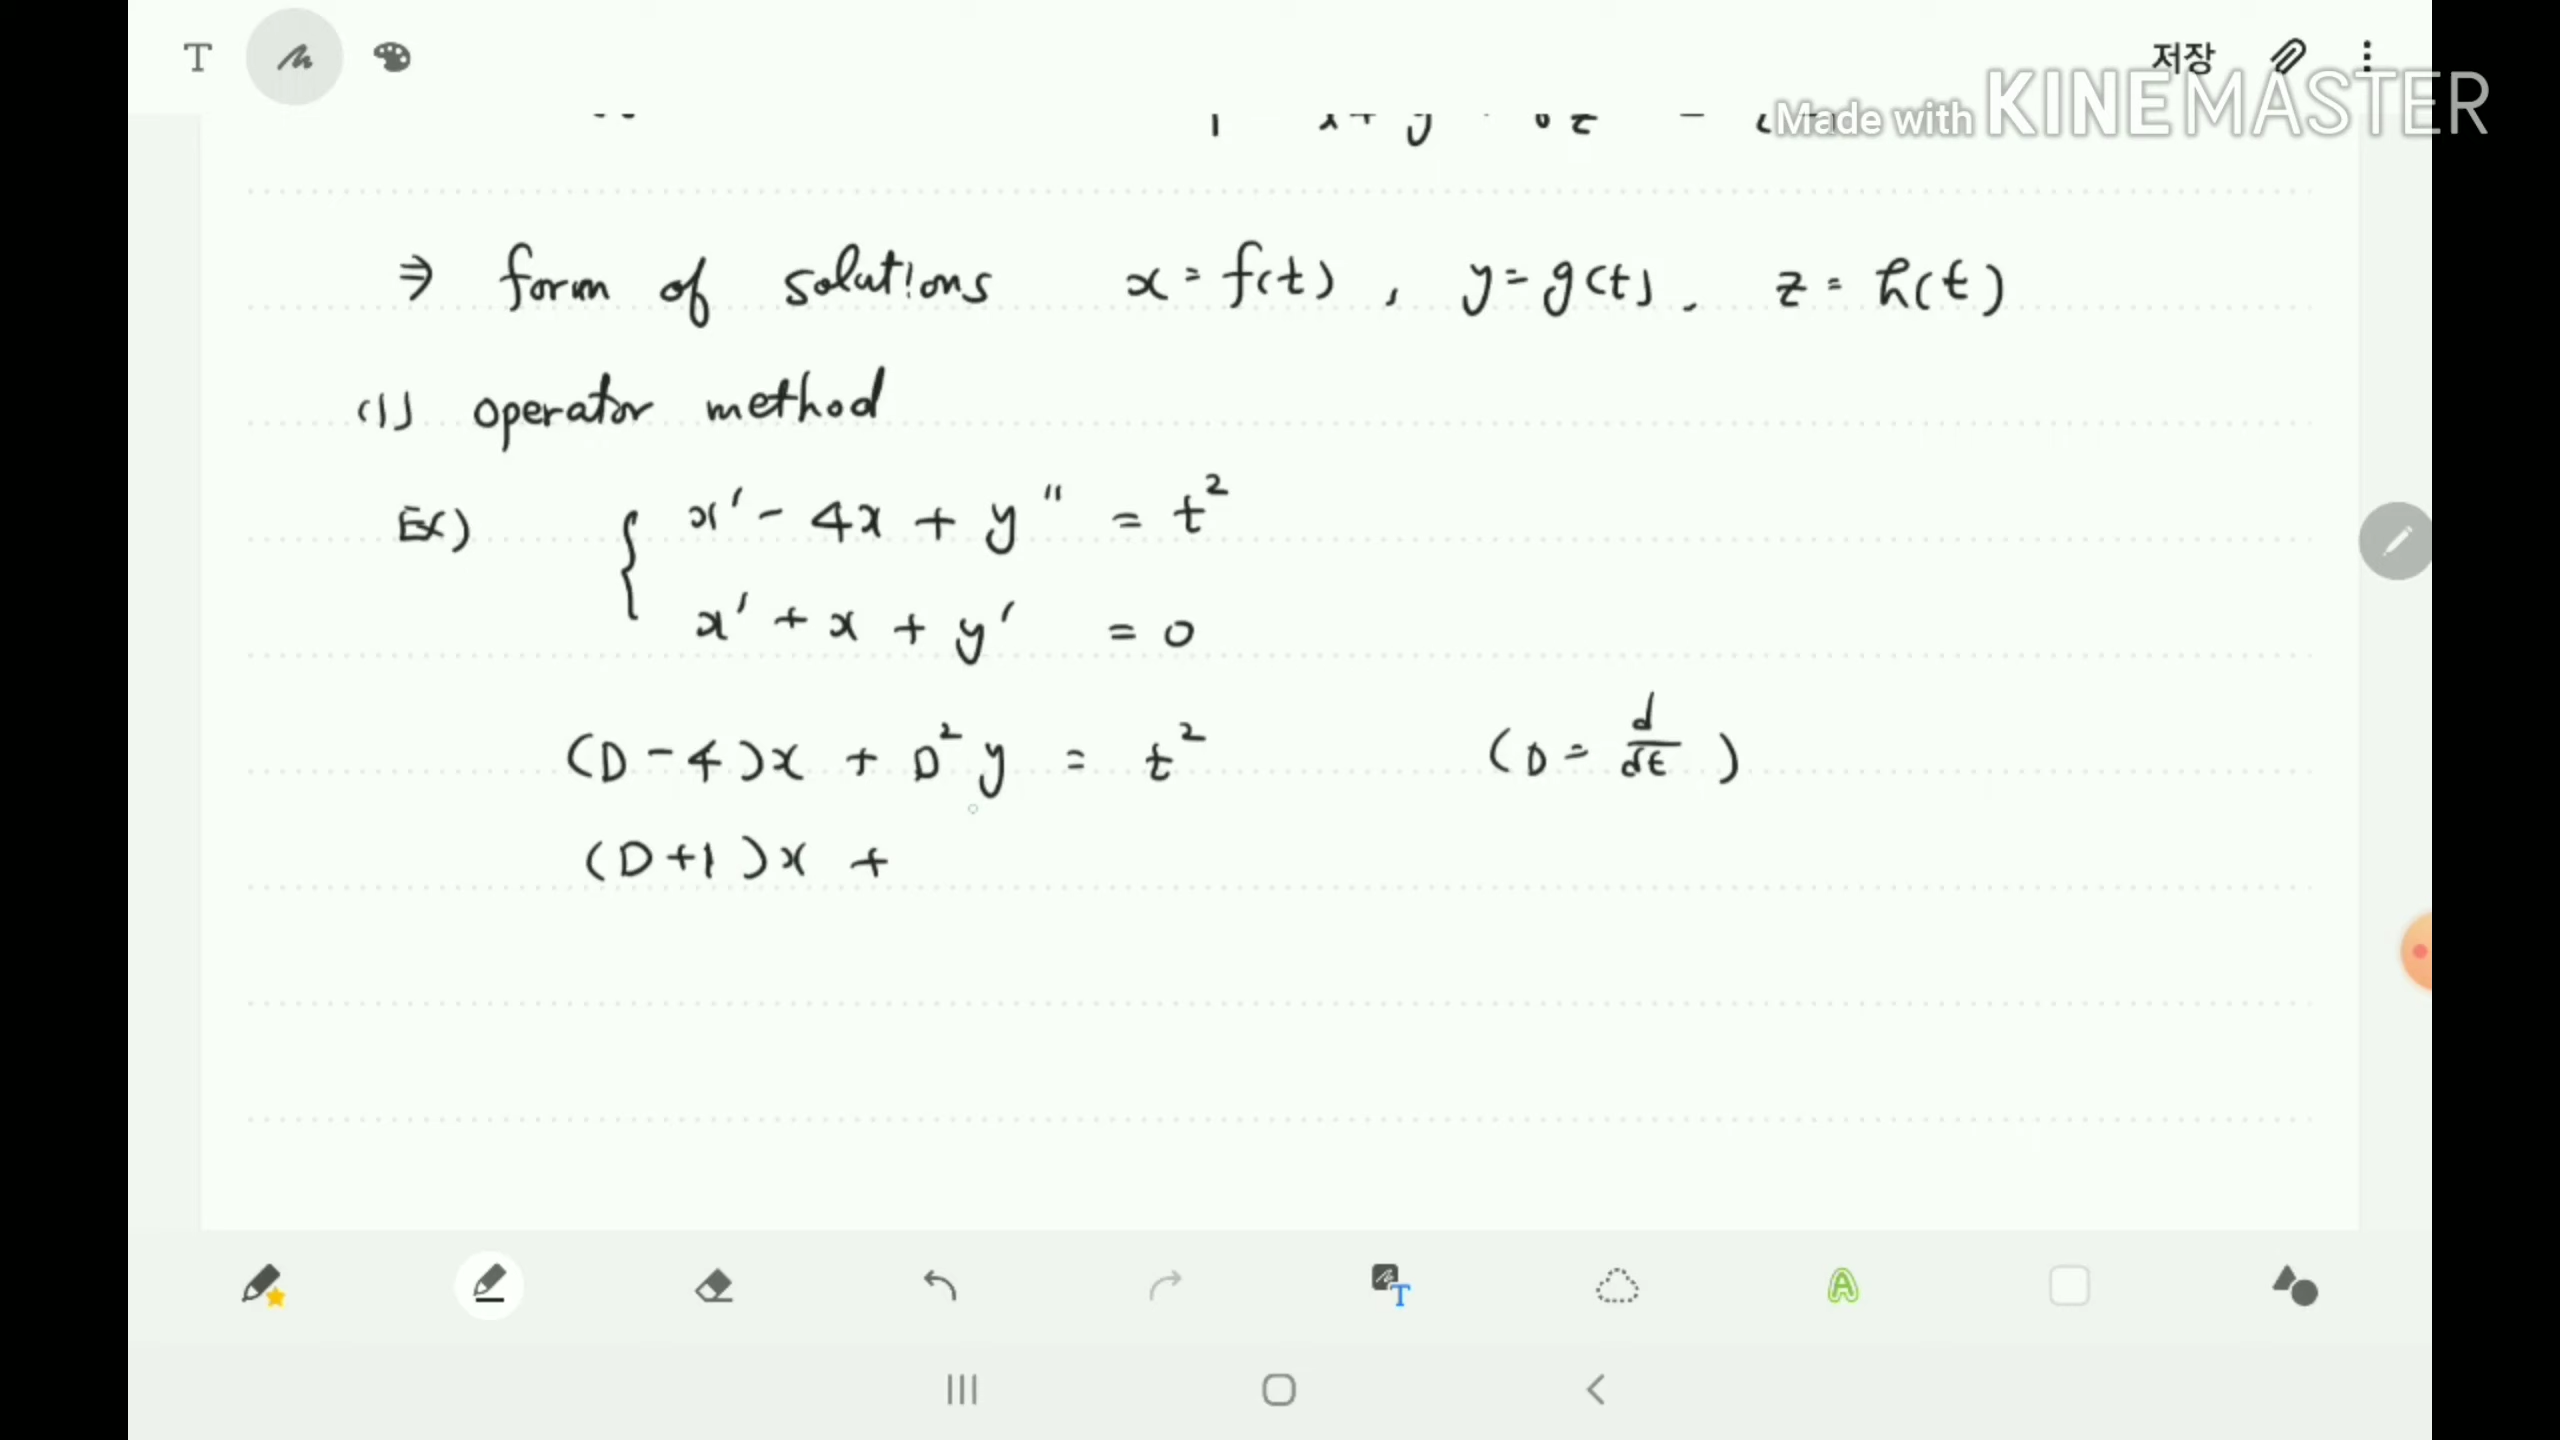 T
저장
Made with KINEMASTER
⇒ form of solutions x = f(t), y = g(t), z = h(t)
(1) operator method
Ex) { x' - 4x + y'' = t²
x' + x + y' = 0
(D - 4)x + D²y = t² (D = d/dt)
(D+1)x +
T
A